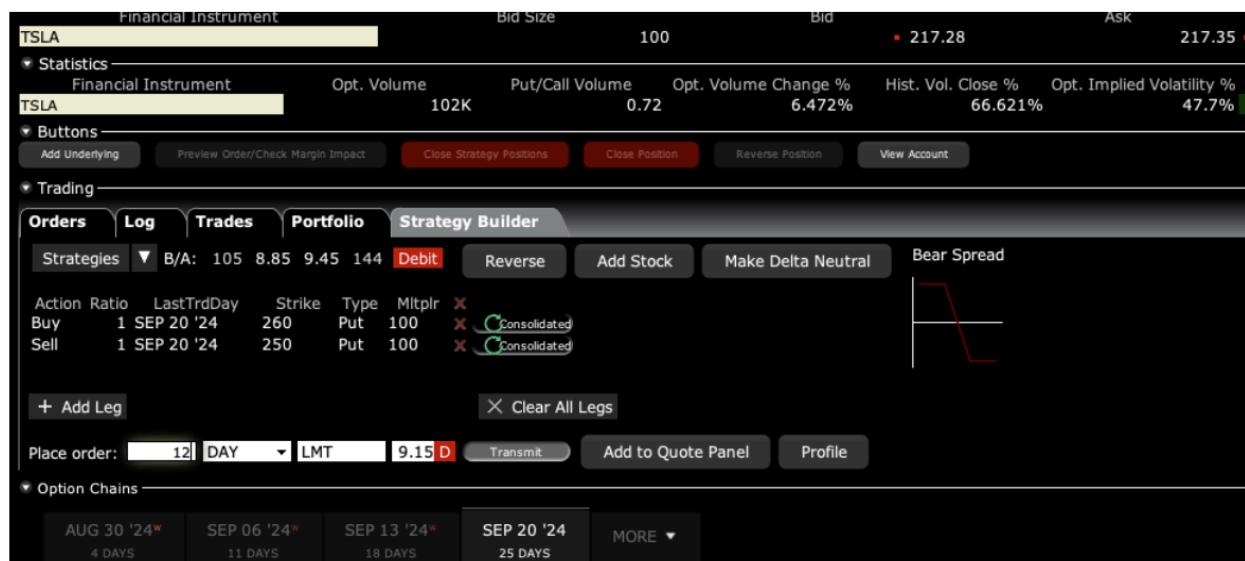 Financial Instrument Bid Size Bid Ask
TSLA 100 217.28 217.35
Statistics
Financial Instrument Opt. Volume Put/Call Volume Opt. Volume Change % Hist. Vol. Close % Opt. Implied Volatility %
TSLA 102K 0.72 6.472% 66.621% 47.7%
Buttons
Add Underlying Preview Order/Check Margin Impact Close Strategy Positions Close Position Reverse Position View Account
Trading
Orders Log Trades Portfolio Strategy Builder
Strategies ▼ B/A: 105 8.85 9.45 144 Debit Reverse Add Stock Make Delta Neutral Bear Spread
Action Ratio LastTrdDay Strike Type Mltplr X
Buy 1 SEP 20 '24 260 Put 100 X Consolidated
Sell 1 SEP 20 '24 250 Put 100 X Consolidated
+ Add Leg X Clear All Legs
Place order: 12 DAY LMT 9.15 D Transmit Add to Quote Panel Profile
Option Chains
AUG 30 '24W SEP 06 '24W SEP 13 '24W SEP 20 '24 MORE ▼
4 DAYS 11 DAYS 18 DAYS 25 DAYS